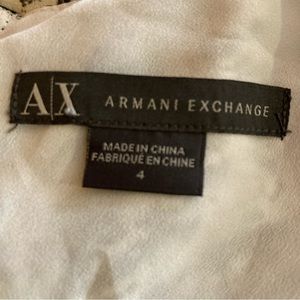 A|X ARMANI EXCHANGE
MADE IN CHINA
FABRIQUÉ EN CHINE
4